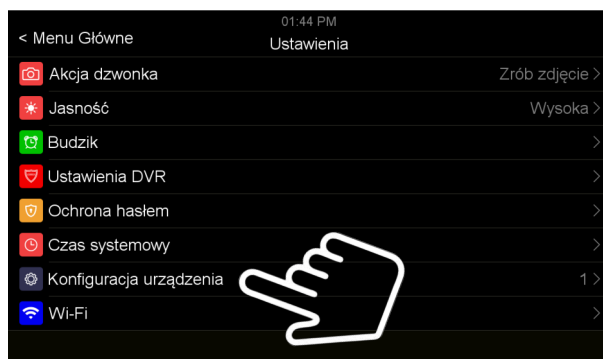 01:44 PM
< Menu Główne
Ustawienia
Akcja dzwonka Zrób zdjęcie >
Jasność Wysoka >
Budzik >
Ustawienia DVR >
Ochrona hasłem >
Czas systemowy >
Konfiguracja urządzenia 1 >
Wi-Fi >